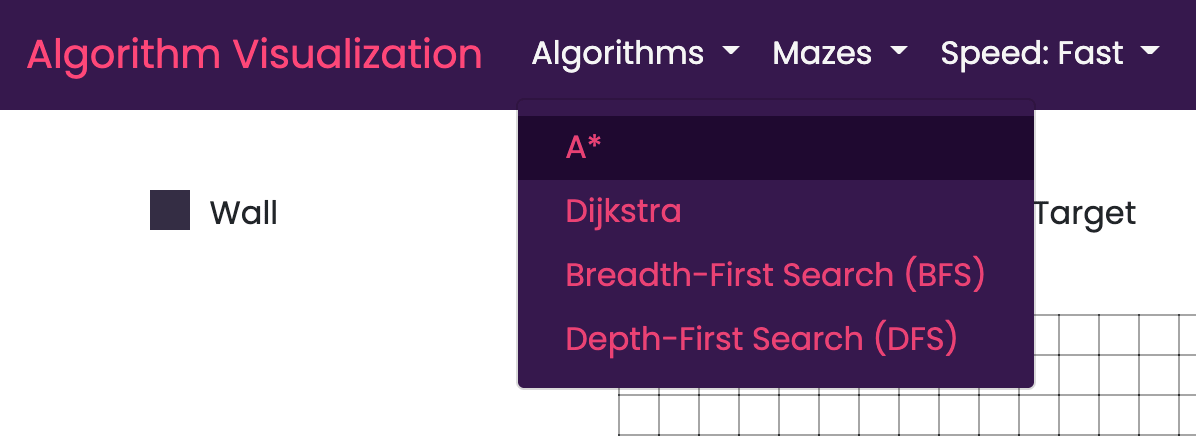 Algorithm Visualization Algorithms Mazes Speed: Fast
A*
Dijkstra
Wall Target
Breadth-First Search (BFS)
Depth-First Search (DFS)